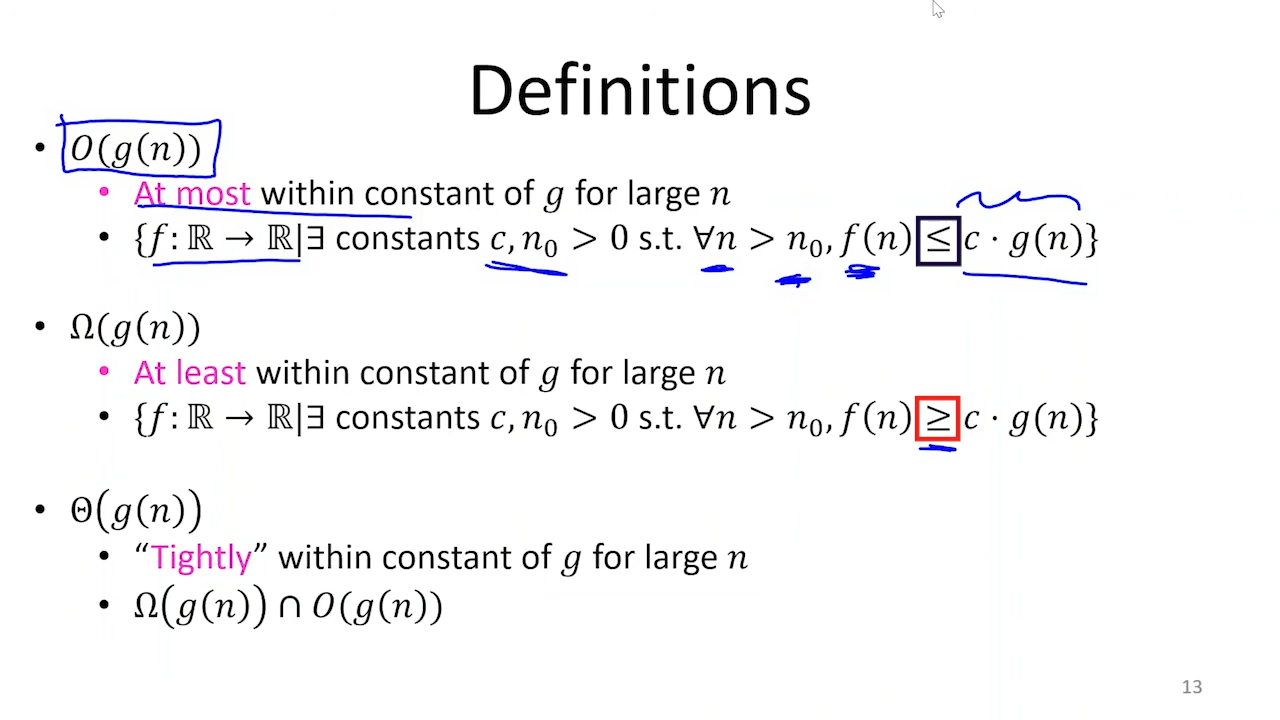 Definitions
• 𝑂(𝑔(𝑛))
• At most within constant of 𝑔 for large 𝑛
• {𝑓: ℝ → ℝ|∃ constants 𝑐, 𝑛₀ > 0 s.t. ∀𝑛 > 𝑛₀, 𝑓(𝑛) ≤ 𝑐 · 𝑔(𝑛)}
• Ω(𝑔(𝑛))
• At least within constant of 𝑔 for large 𝑛
• {𝑓: ℝ → ℝ|∃ constants 𝑐, 𝑛₀ > 0 s.t. ∀𝑛 > 𝑛₀, 𝑓(𝑛) ≥ 𝑐 · 𝑔(𝑛)}
• Θ(𝑔(𝑛))
• “Tightly” within constant of 𝑔 for large 𝑛
• Ω(𝑔(𝑛)) ∩ 𝑂(𝑔(𝑛))
13